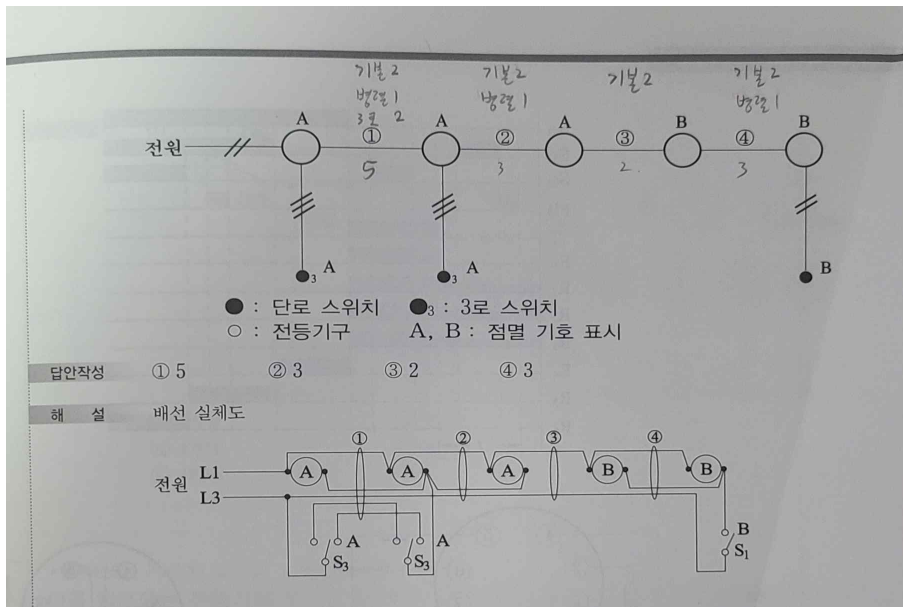 기본2 기본2 기본2 기본2
병렬1 병렬1 병렬1
3로 2
A ① A ② A ③ B ④ B
전원
5 3 2. 3
3 A 3 A B
● : 단로 스위치 ●3 : 3로 스위치
○ : 전등기구 A, B : 점멸 기호 표시
답안작성 ① 5 ② 3 ③ 2 ④ 3
해 설 배선 실체도
① ② ③ ④
L1 A A A B B
전원
L3
A A B
S3 S3 S1